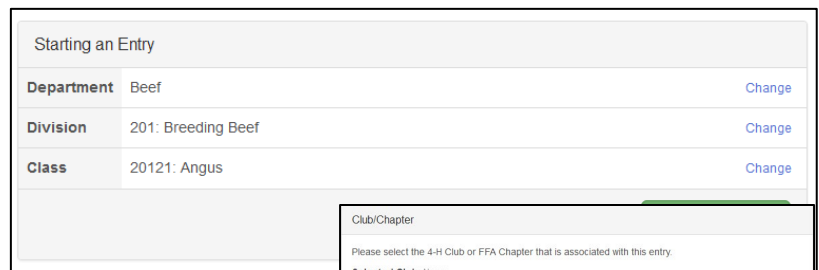 Starting an Entry
Department Beef Change
Division 201: Breeding Beef Change
Class 20121: Angus Change
Club/Chapter
Please select the 4-H Club or FFA Chapter that is associated with this entry.